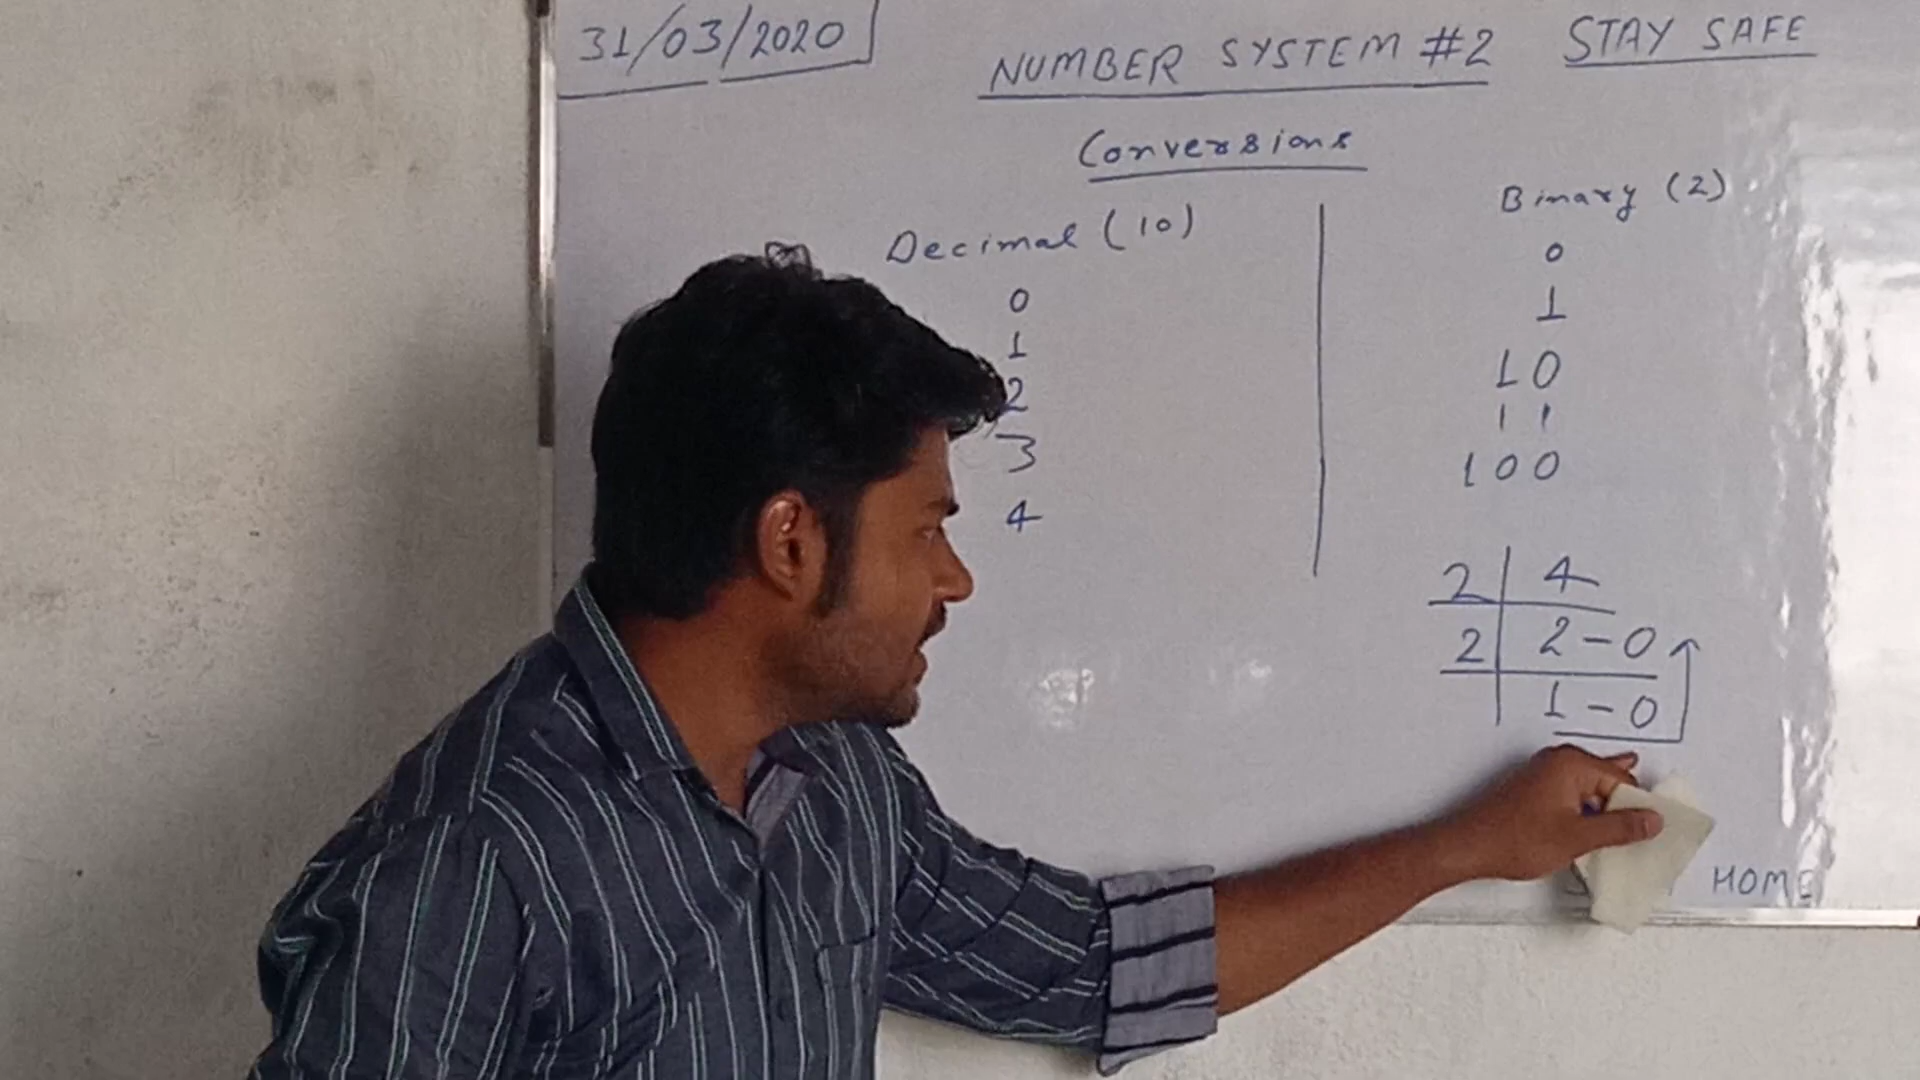 31/03/2020
NUMBER SYSTEM #2
STAY SAFE
Conversions
Decimal (10)
0
1
2
3
4
Binary (2)
0
1
10
11
100
2 4
2 2-0
1-0
HOME